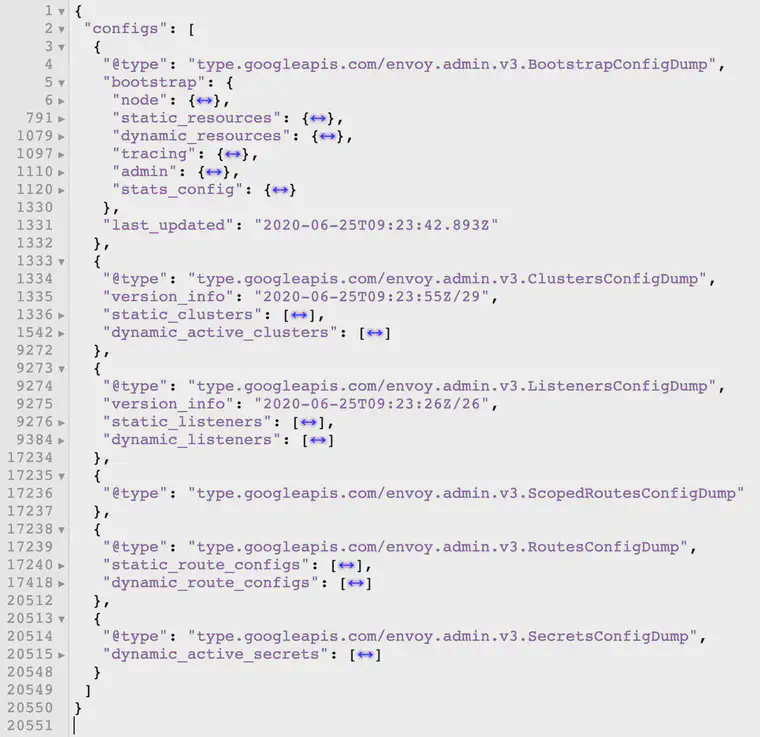 1 {
2 "configs": [
3 {
4 "@type": "type.googleapis.com/envoy.admin.v3.BootstrapConfigDump",
5 "bootstrap": {
6 "node": {↔},
791 "static_resources": {↔},
1079 "dynamic_resources": {↔},
1097 "tracing": {↔},
1110 "admin": {↔},
1120 "stats_config": {↔}
1330 },
1331 "last_updated": "2020-06-25T09:23:42.893Z"
1332 },
1333 {
1334 "@type": "type.googleapis.com/envoy.admin.v3.ClustersConfigDump",
1335 "version_info": "2020-06-25T09:23:55Z/29",
1336 "static_clusters": [↔],
1542 "dynamic_active_clusters": [↔]
9272 },
9273 {
9274 "@type": "type.googleapis.com/envoy.admin.v3.ListenersConfigDump",
9275 "version_info": "2020-06-25T09:23:26Z/26",
9276 "static_listeners": [↔],
9384 "dynamic_listeners": [↔]
17234 },
17235 {
17236 "@type": "type.googleapis.com/envoy.admin.v3.ScopedRoutesConfigDump"
17237 },
17238 {
17239 "@type": "type.googleapis.com/envoy.admin.v3.RoutesConfigDump",
17240 "static_route_configs": [↔],
17418 "dynamic_route_configs": [↔]
20512 },
20513 {
20514 "@type": "type.googleapis.com/envoy.admin.v3.SecretsConfigDump",
20515 "dynamic_active_secrets": [↔]
20548 }
20549 ]
20550 }
20551